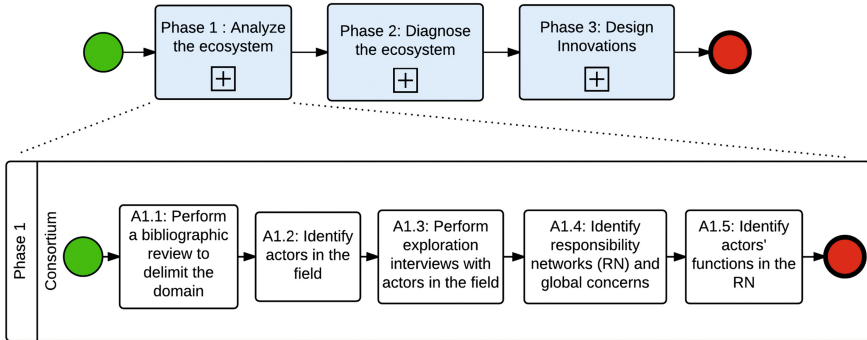 Phase 1 : Analyze
the ecosystem
Phase 2: Diagnose
the ecosystem
Phase 3: Design
Innovations
Phase 1
Consortium
A1.1: Perform
a bibliographic
review to
delimit the
domain
A1.2: Identify
actors in the
field
A1.3: Perform
exploration
interviews with
actors in the field
A1.4: Identify
responsibility
networks (RN) and
global concerns
A1.5: Identify
actors'
functions in the
RN